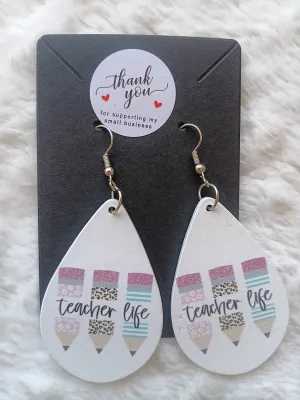 thank
you
for supporting my
small business
teacher life
teacher life